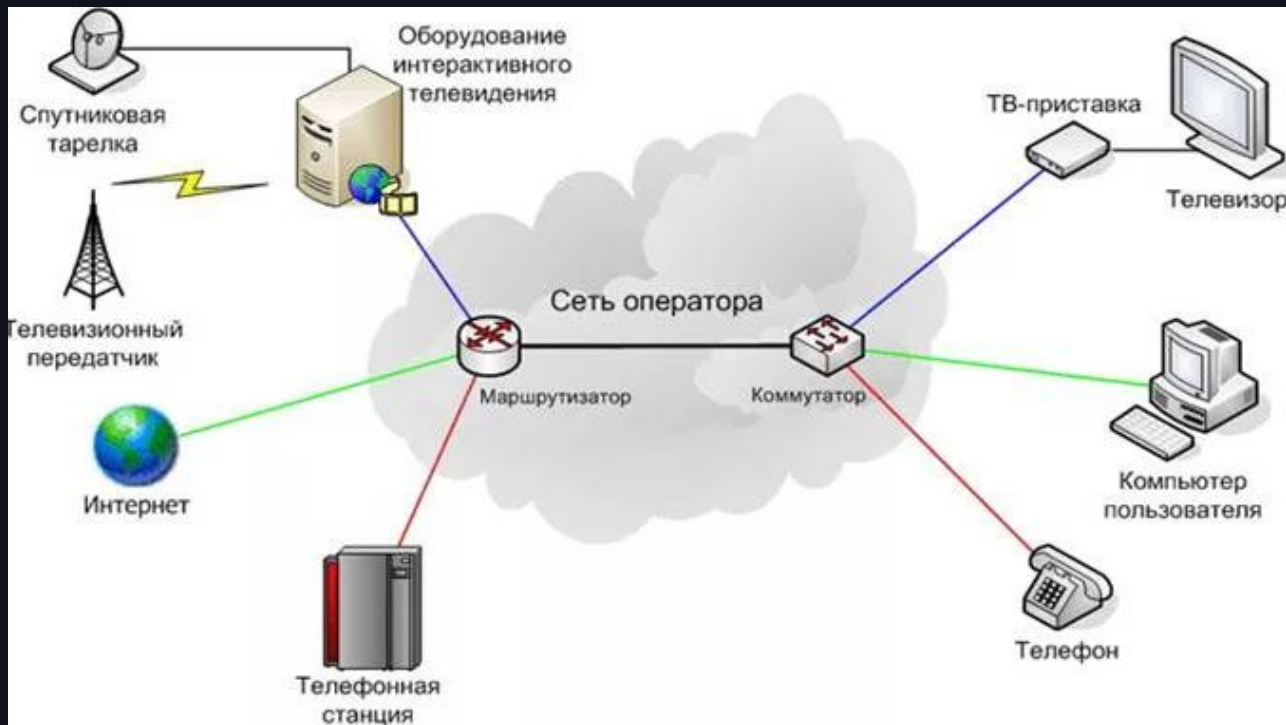 Оборудование
интерактивного
телевидения
Спутниковая
тарелка
ТВ-приставка
Телевизор
Телевизионный
передатчик
Сеть оператора
Маршрутизатор
Коммутатор
Интернет
Компьютер
пользователя
Телефонная
станция
Телефон